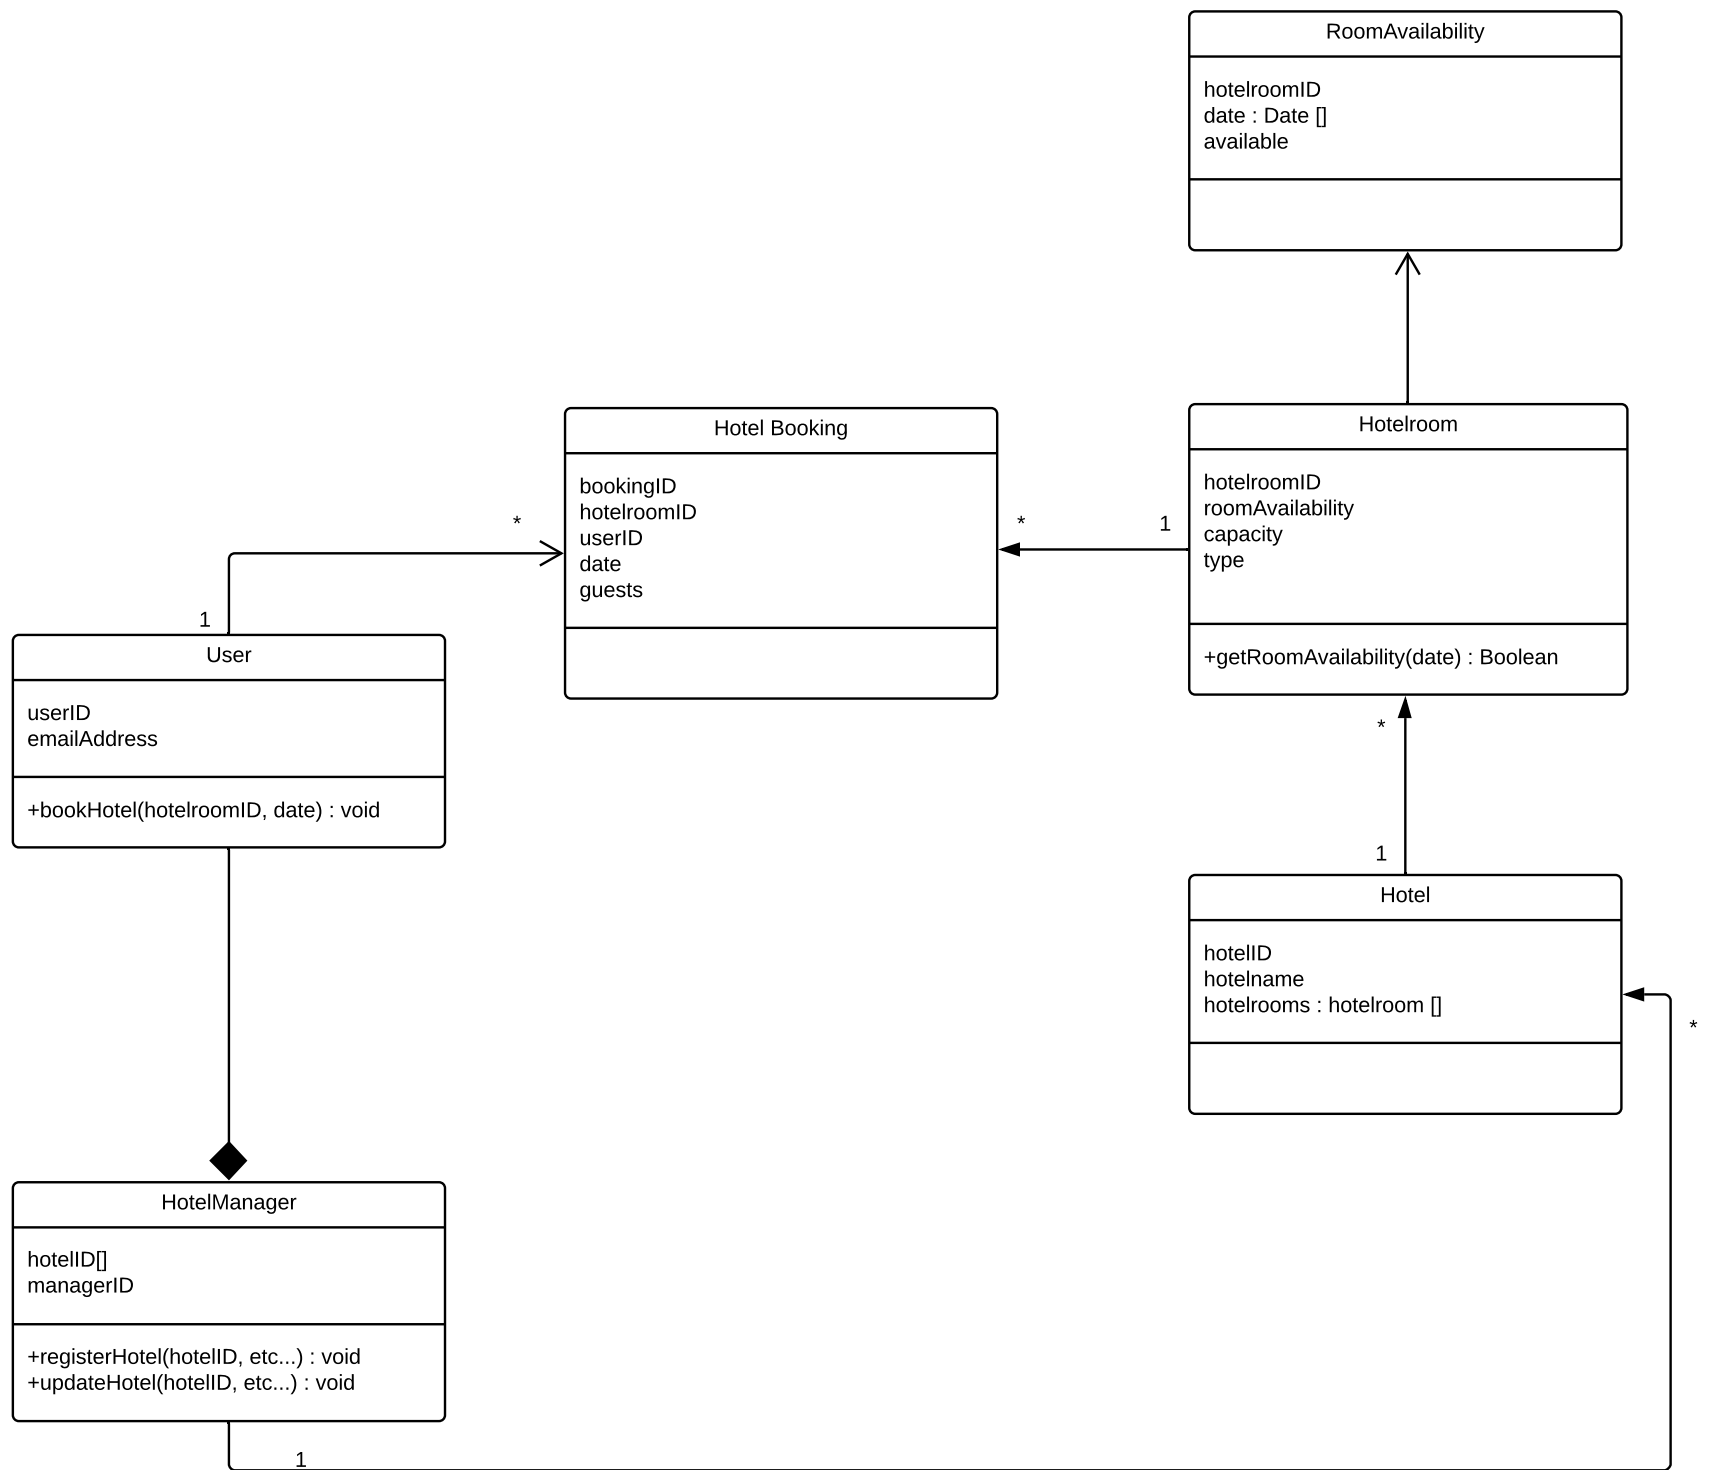 RoomAvailability
hotelroomID
date : Date []
available
Hotel Booking
bookingID
hotelroomID
userID
date
guests
*
*
1
Hotelroom
hotelroomID
roomAvailability
capacity
type
+getRoomAvailability(date) : Boolean
1
User
userID
emailAddress
+bookHotel(hotelroomID, date) : void
*
1
Hotel
hotelID
hotelname
hotelrooms : hotelroom []
*
HotelManager
hotelID[]
managerID
+registerHotel(hotelID, etc...) : void
+updateHotel(hotelID, etc...) : void
1